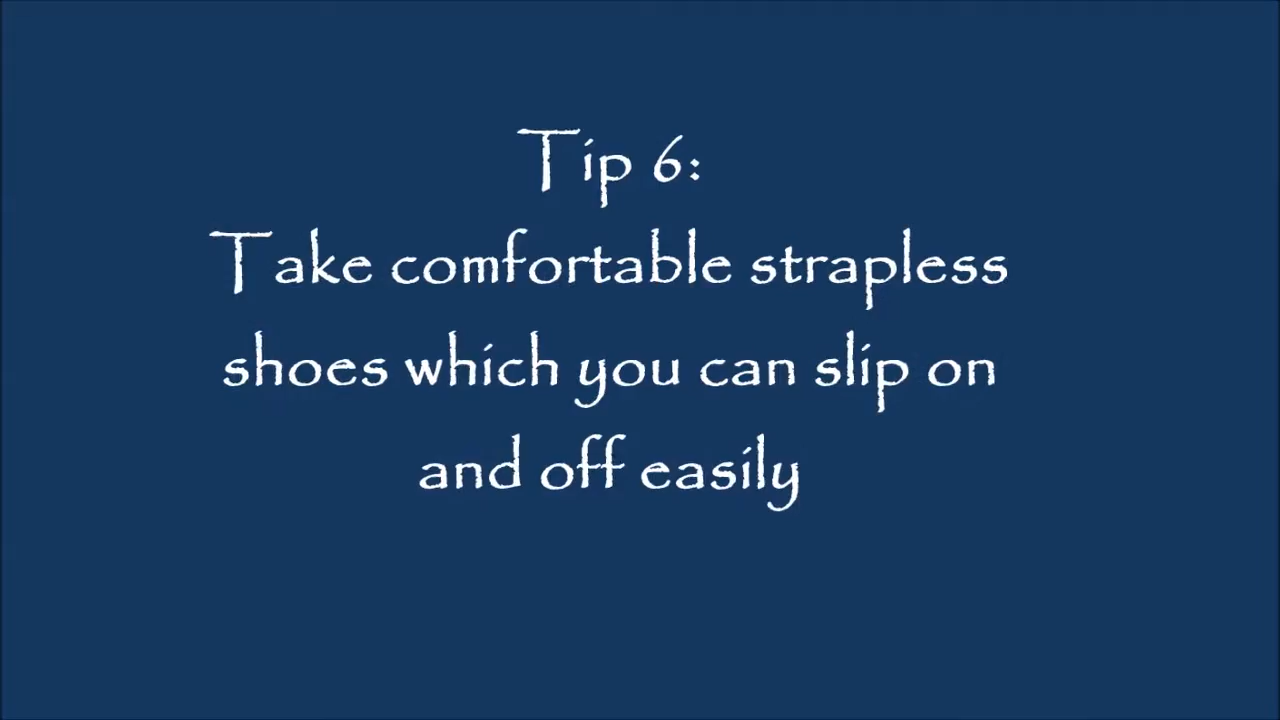 Tip 6:
Take comfortable strapless
shoes which you can slip on
and off easily